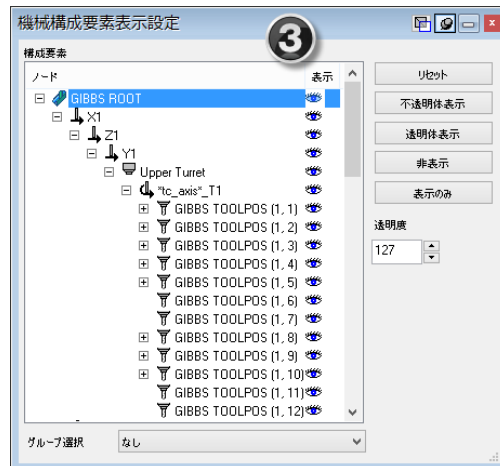 機械構成要素表示設定
3
構成要素
ノード 表示
GIBBS ROOT
X1
Z1
Y1
Upper Turret
"tc_axis"_T1
GIBBS TOOLPOS (1, 1)
GIBBS TOOLPOS (1, 2)
GIBBS TOOLPOS (1, 3)
GIBBS TOOLPOS (1, 4)
GIBBS TOOLPOS (1, 5)
GIBBS TOOLPOS (1, 6)
GIBBS TOOLPOS (1, 7)
GIBBS TOOLPOS (1, 8)
GIBBS TOOLPOS (1, 9)
GIBBS TOOLPOS (1, 10)
GIBBS TOOLPOS (1, 11)
GIBBS TOOLPOS (1, 12)
リセット
不透明体表示
透明体表示
非表示
表示のみ
透明度
127
グループ選択 なし